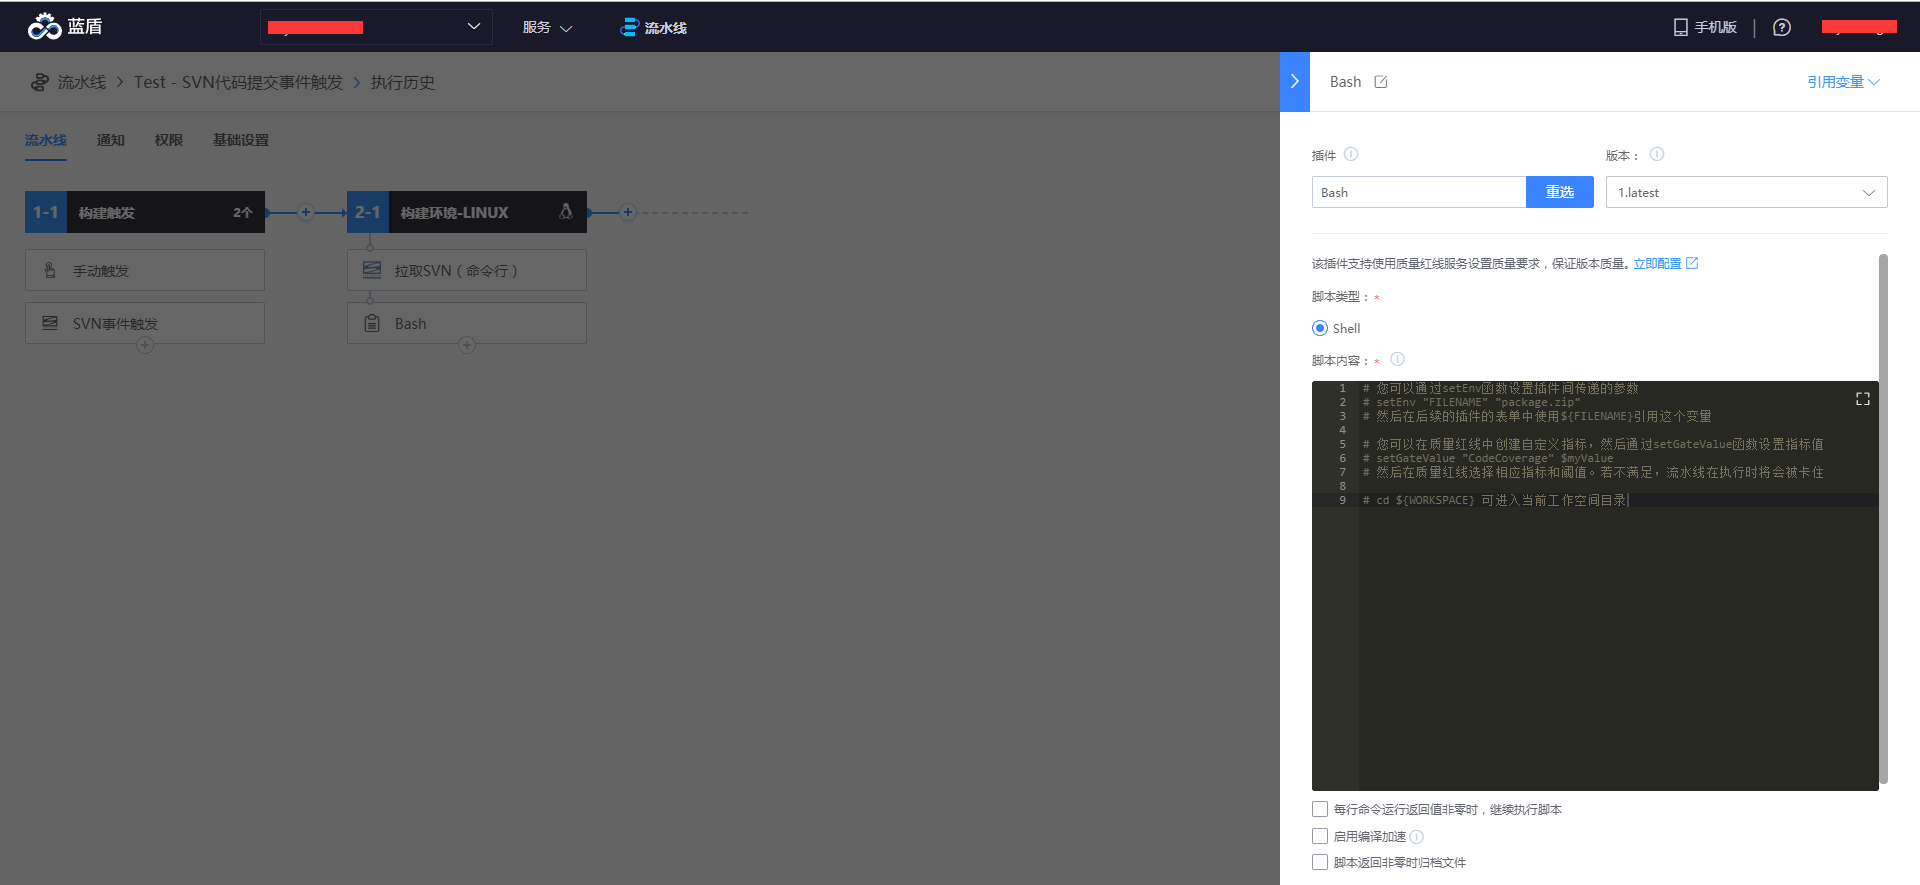 蓝盾
服务
流水线
手机版
流水线 > Test - SVN代码提交事件触发 > 执行历史
Bash
引用变量
流水线 通知 权限 基础设置
1-1 构建触发 2个
2-1 构建环境-LINUX
手动触发
SVN事件触发
拉取SVN（命令行）
Bash
插件
版本：
Bash 重选
1.latest
该插件支持使用质量红线服务设置质量要求，保证版本质量。立即配置
脚本类型： *
Shell
脚本内容： *
1 # 您可以通过setEnv函数设置插件间传递的参数
2 # setEnv "FILENAME" "package.zip"
3 # 然后在后续的插件的表单中使用${FILENAME}引用这个变量
4
5 # 您可以在质量红线中创建自定义指标，然后通过setGateValue函数设置指标值
6 # setGateValue "CodeCoverage" $myValue
7 # 然后在质量红线选择相应指标和阈值。若不满足，流水线在执行时将会被卡住
8
9 # cd ${WORKSPACE} 可进入当前工作空间目录
每行命令运行返回值非零时，继续执行脚本
启用编译加速
脚本返回非零时归档文件